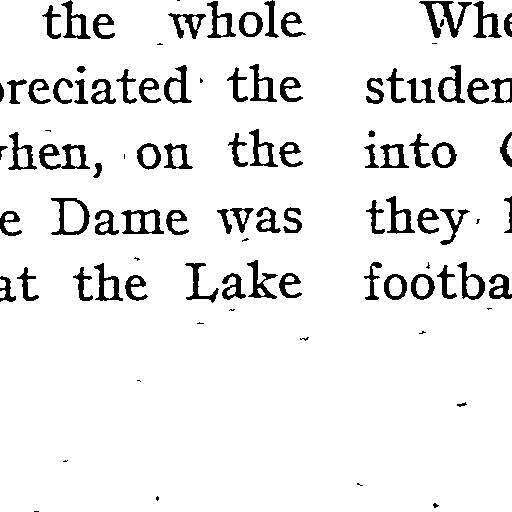 the whole
preciated the
when, on the
e Dame was
at the Lake
Whe
studen
into
they
footba